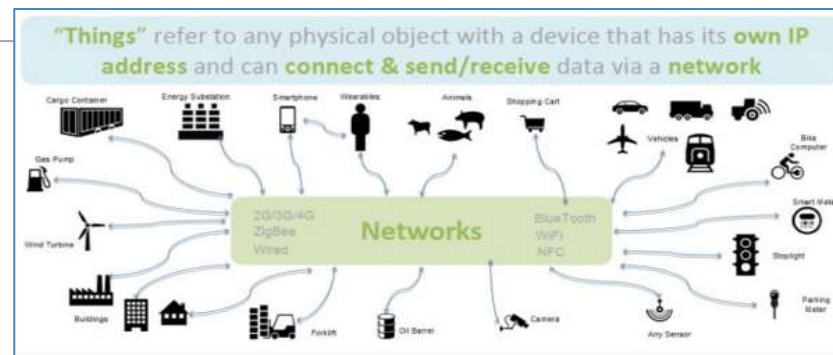 “Things” refer to any physical object with a device that has its own IP
address and can connect & send/receive data via a network
Cargo Container
Energy Substation
Smartphone
Wearables
Animals
Shopping Cart
Vehicles
Bike
Computer
Gas Pump
Smart Mete
2G/3G/4G
ZigBee
Wired
Networks
BlueTooth
WiFi
NFC
Wind Turbine
Stoplight
Buildings
Forklift
Oil Barrel
Camera
Any Sensor
Parking
Meter